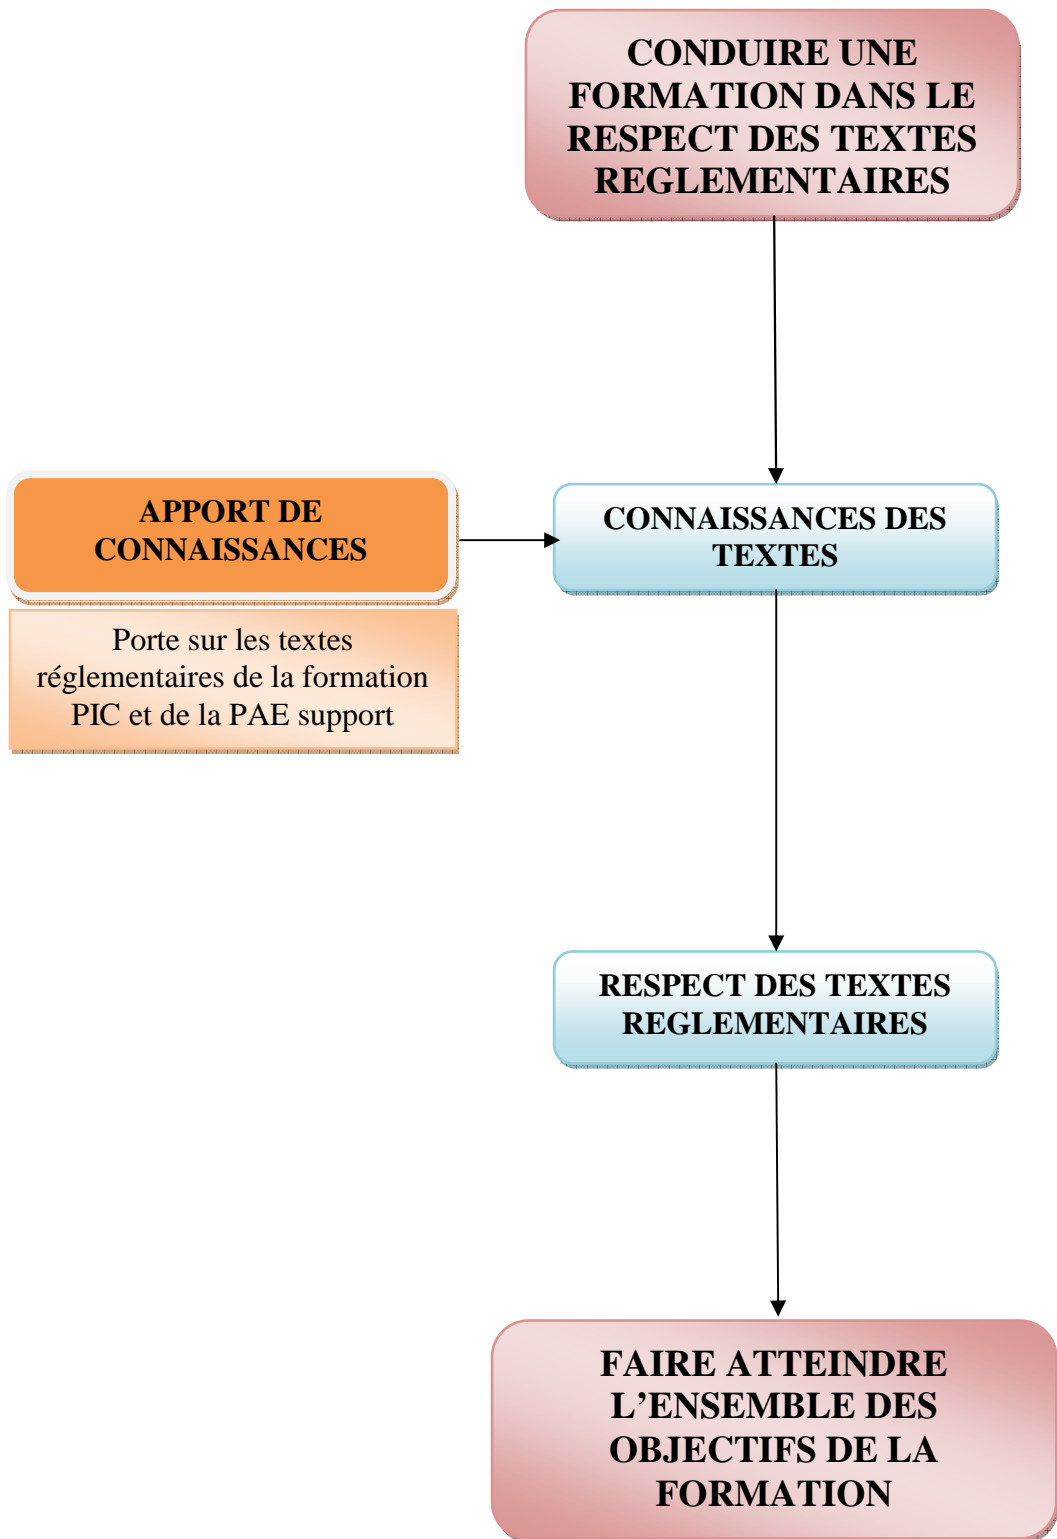 CONDUIRE UNE
FORMATION DANS LE
RESPECT DES TEXTES
REGLEMENTAIRES
APPORT DE
CONNAISSANCES
Porte sur les textes
réglementaires de la formation
PIC et de la PAE support
CONNAISSANCES DES
TEXTES
RESPECT DES TEXTES
REGLEMENTAIRES
FAIRE ATTEINDRE
L’ENSEMBLE DES
OBJECTIFS DE LA
FORMATION